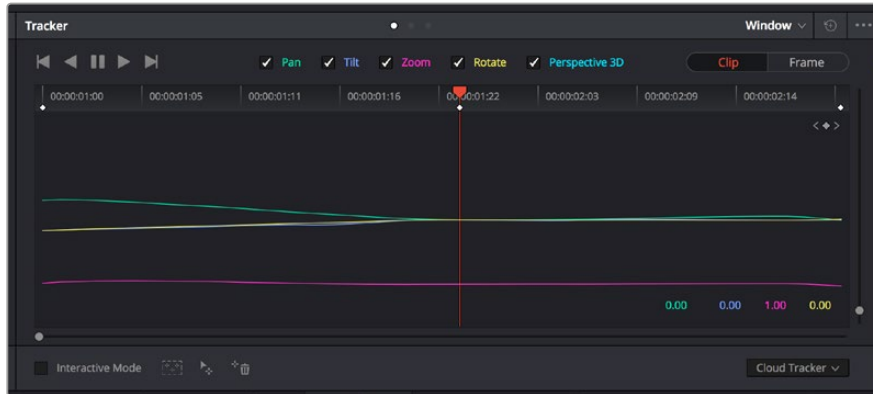 Tracker Window
Pan Tilt Zoom Rotate Perspective 3D Clip Frame
00:00:01:00 00:00:01:05 00:00:01:11 00:00:01:16 00:00:01:22 00:00:02:03 00:00:02:09 00:00:02:14
0.00 0.00 1.00 0.00
Interactive Mode Cloud Tracker